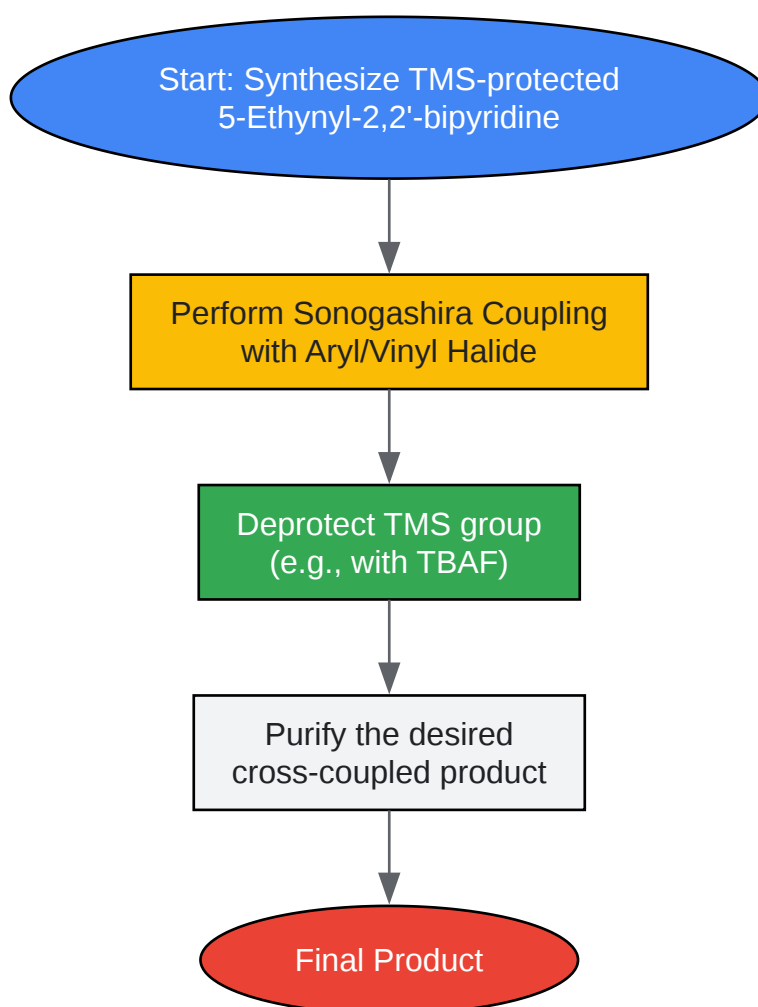 Start: Synthesize TMS-protected
5-Ethynyl-2,2'-bipyridine
Perform Sonogashira Coupling
with Aryl/Vinyl Halide
Deprotect TMS group
(e.g., with TBAF)
Purify the desired
cross-coupled product
Final Product